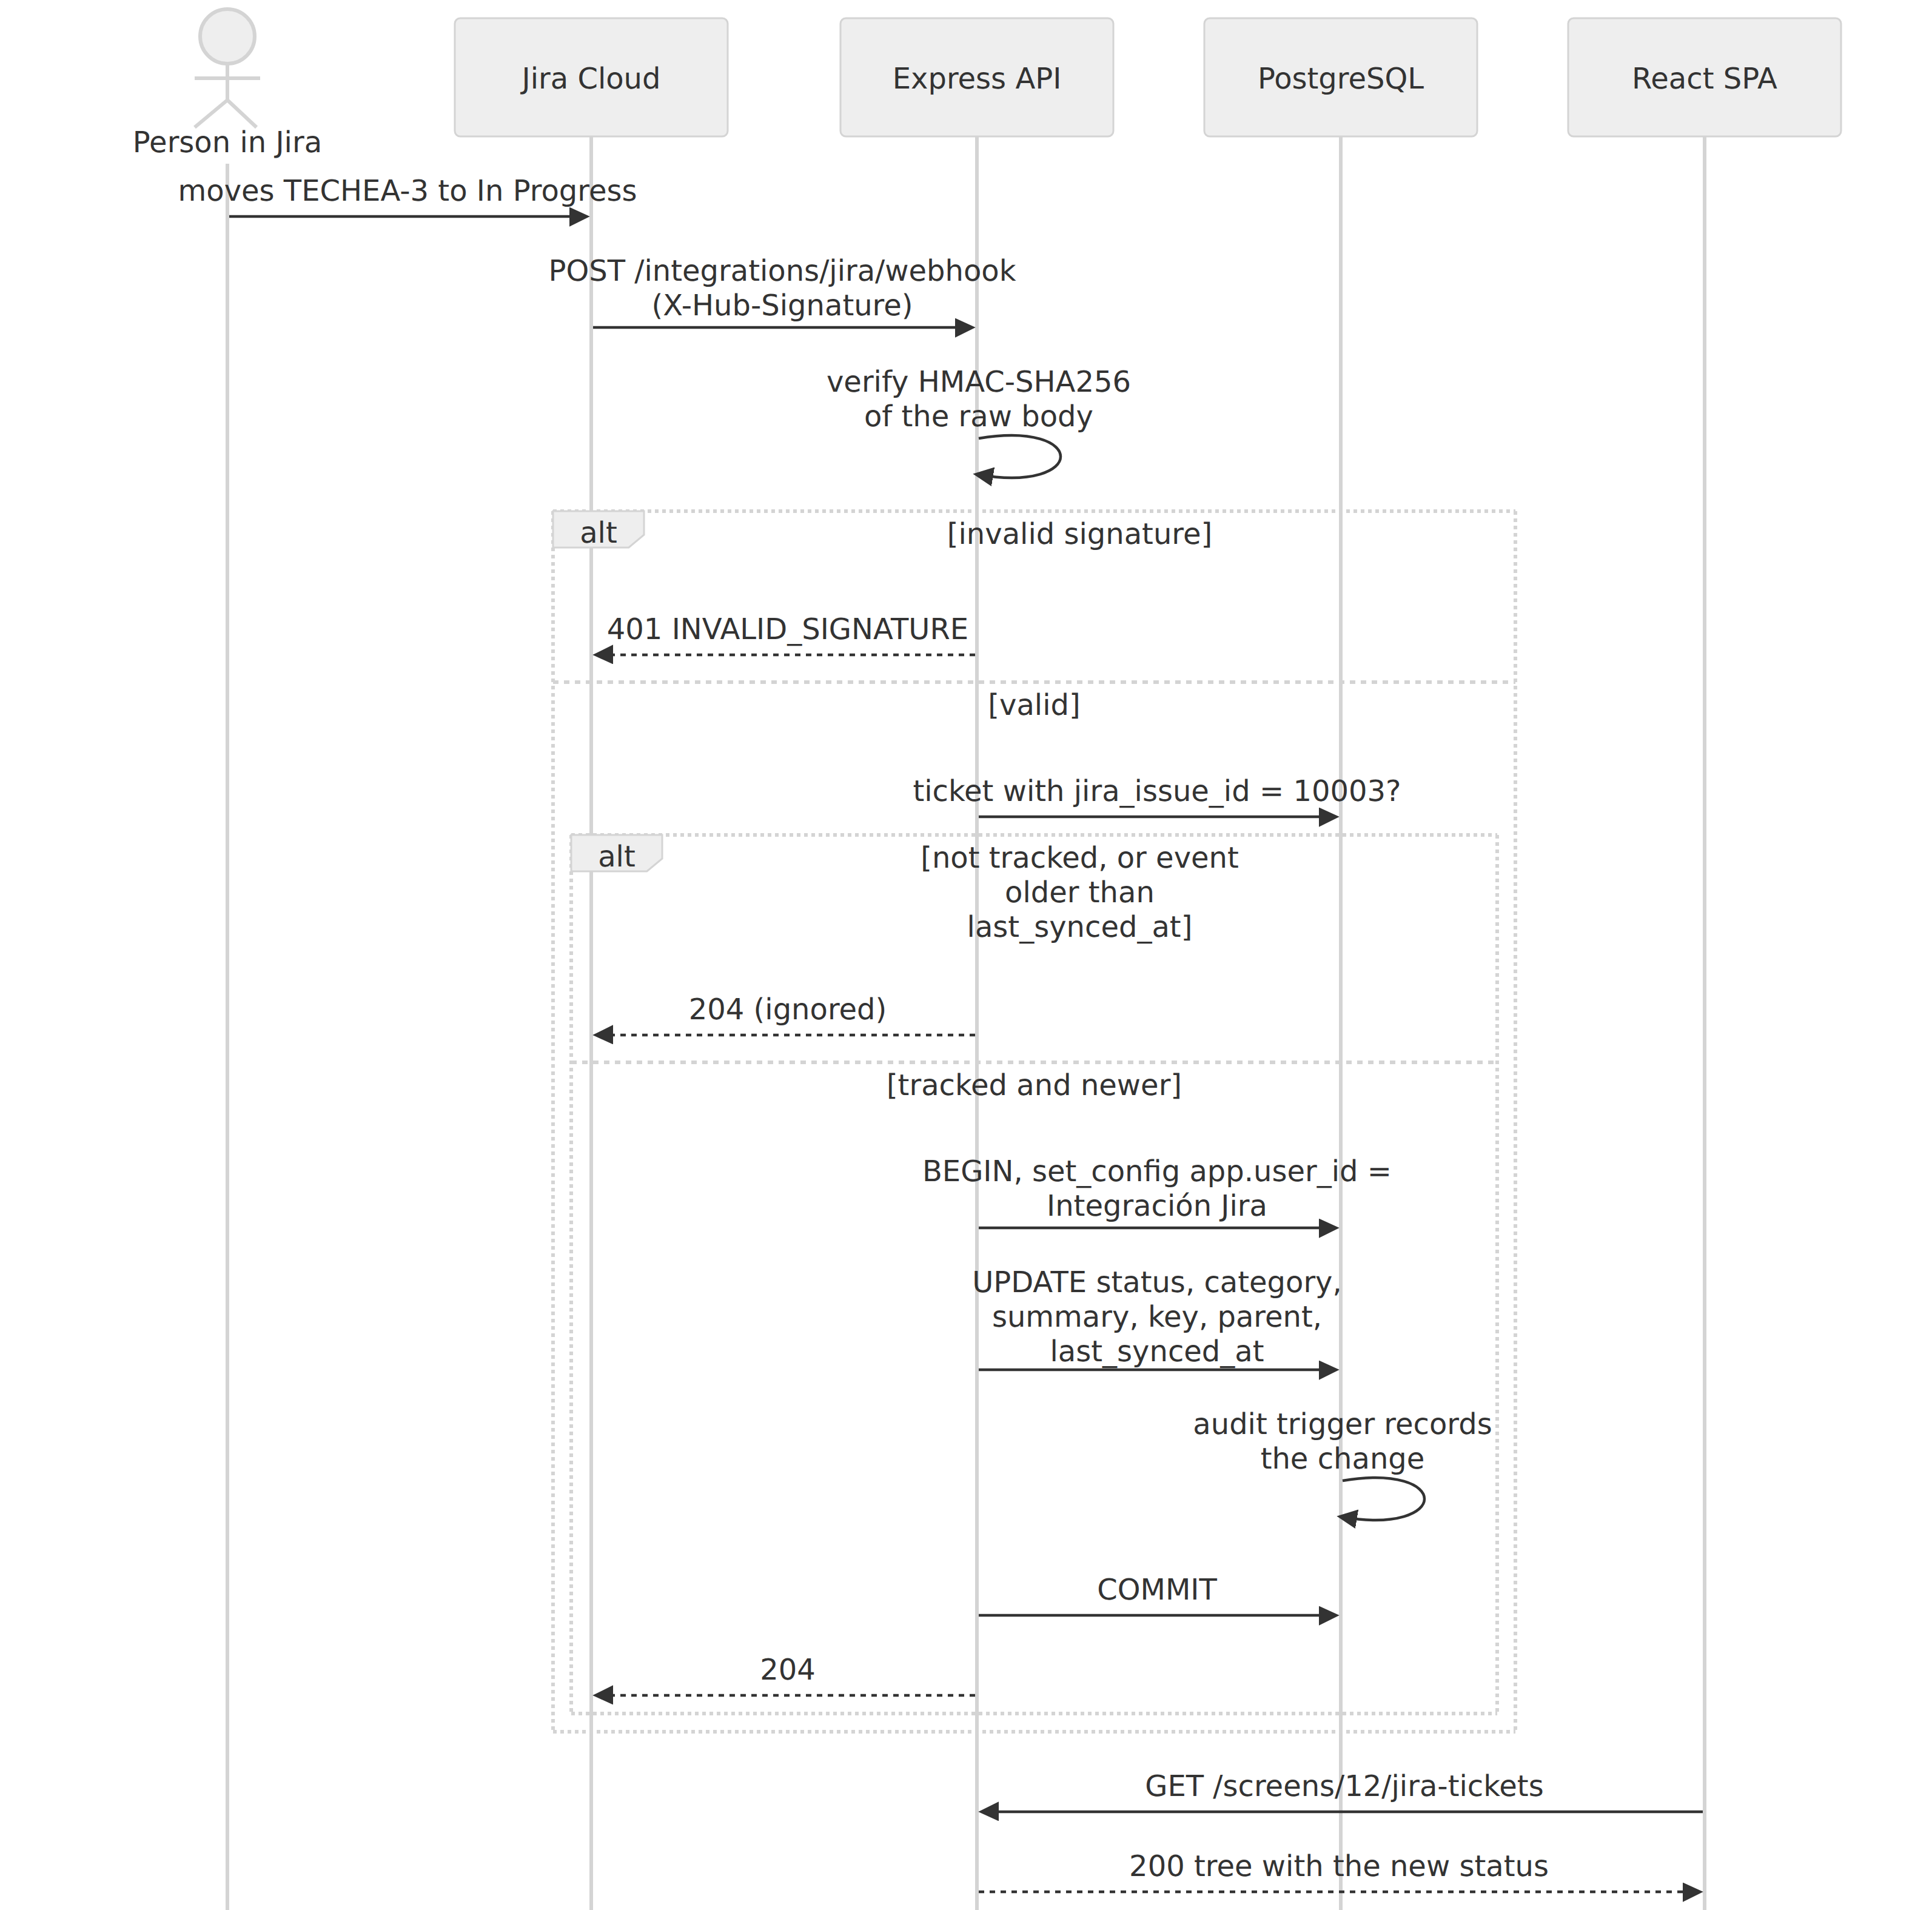 Jira Cloud
Express API
PostgreSQL
React SPA
Person in Jira
moves TECHEA-3 to In Progress
POST /integrations/jira/webhook
(X-Hub-Signature)
verify HMAC-SHA256
of the raw body
alt
[invalid signature]
401 INVALID_SIGNATURE
[valid]
ticket with jira_issue_id = 10003?
alt
[not tracked, or event
older than
last_synced_at]
204 (ignored)
[tracked and newer]
BEGIN, set_config app.user_id =
Integración Jira
UPDATE status, category,
summary, key, parent,
last_synced_at
audit trigger records
the change
COMMIT
204
GET /screens/12/jira-tickets
200 tree with the new status